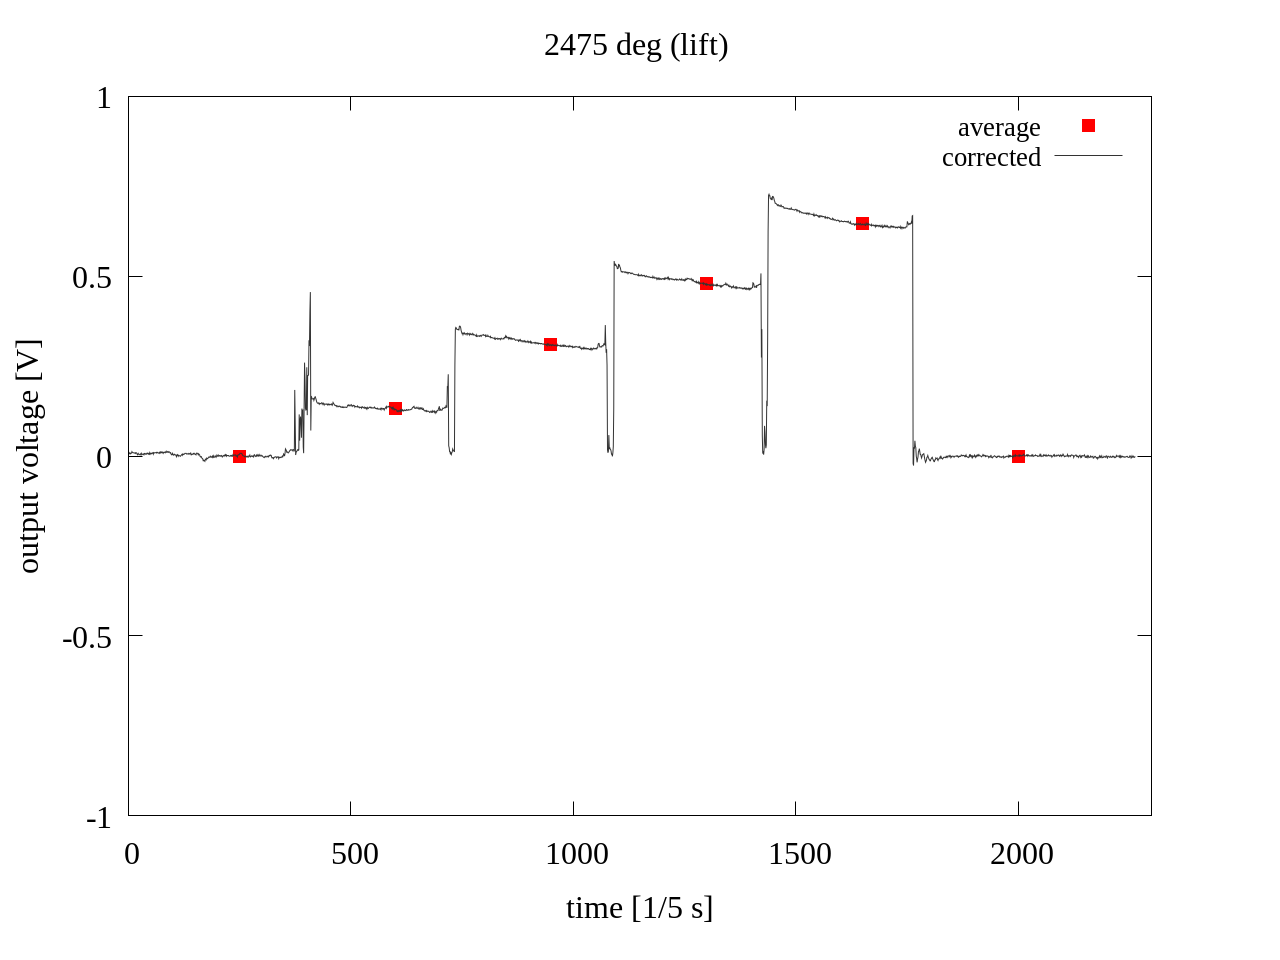 2475 deg (lift)
1
average
corrected
0.5
0
-0.5
-1
output voltage [V]
0 500 1000 1500 2000
time [1/5 s]